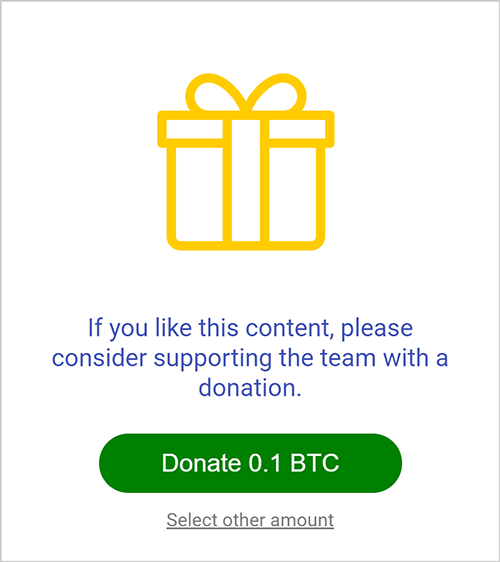 If you like this content, please
consider supporting the team with a
donation.
Donate 0.1 BTC
Select other amount